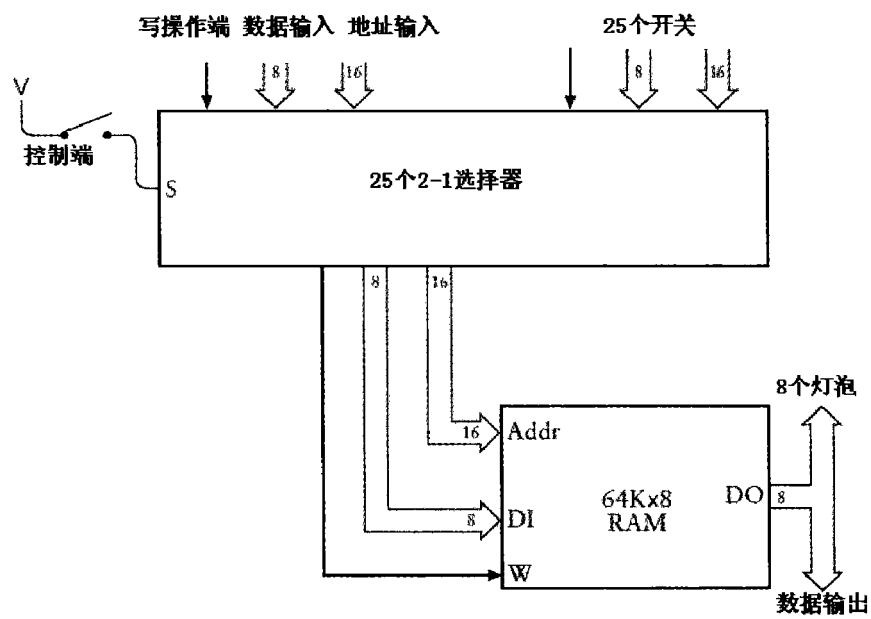 写操作端 数据输入 地址输入
25个开关
8
16
8
16
V
控制端
S
25个2-1选择器
8
16
8个灯泡
16
Addr
64Kx8
RAM
DO
8
8
DI
W
数据输出